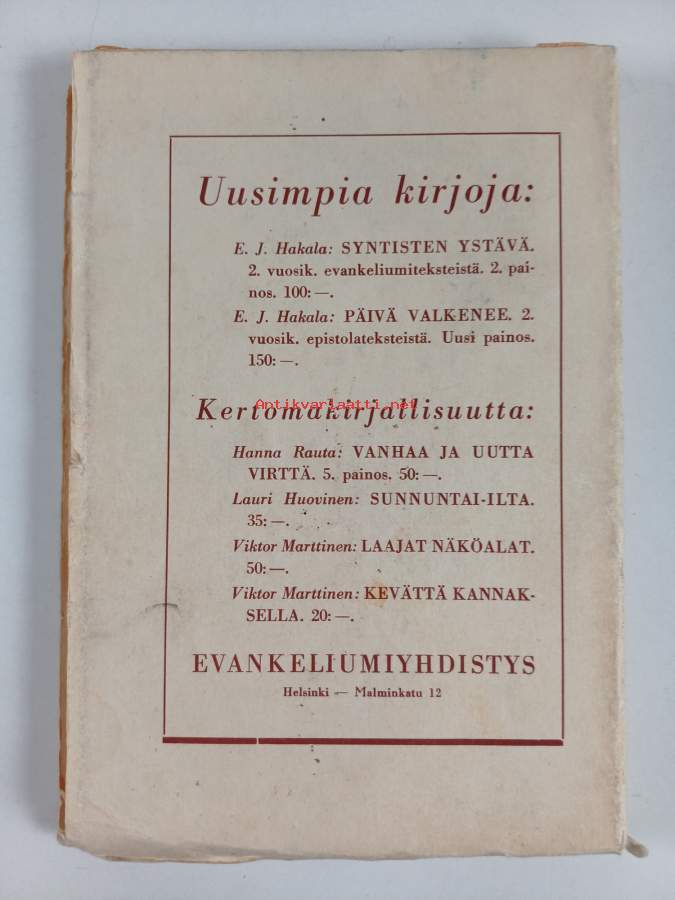 Uusimpia kirjoja:
E. J. Hakala: SYNTISTEN YSTÄVÄ.
2. vuosik. evankeliumiteksteistä. 2. pai-
nos. 100: —.
E. J. Hakala: PÄIVÄ VALKENEE. 2.
vuosik. epistolateksteistä. Uusi painos.
150: —.
Antikvariaatti.net
Kertomakirjallisuutta:
Hanna Rauta: VANHAA JA UUTTA
VIRTTÄ. 5. painos. 50: —.
Lauri Huovinen: SUNNUNTAI-ILTA.
35: —.
Viktor Marttinen: LAAJAT NÄKÖALAT.
50: —.
Viktor Marttinen: KEVÄTTÄ KANNAK-
SELLA. 20: —.
EVANKELIUMIYHDISTYS
Helsinki — Malminkatu 12